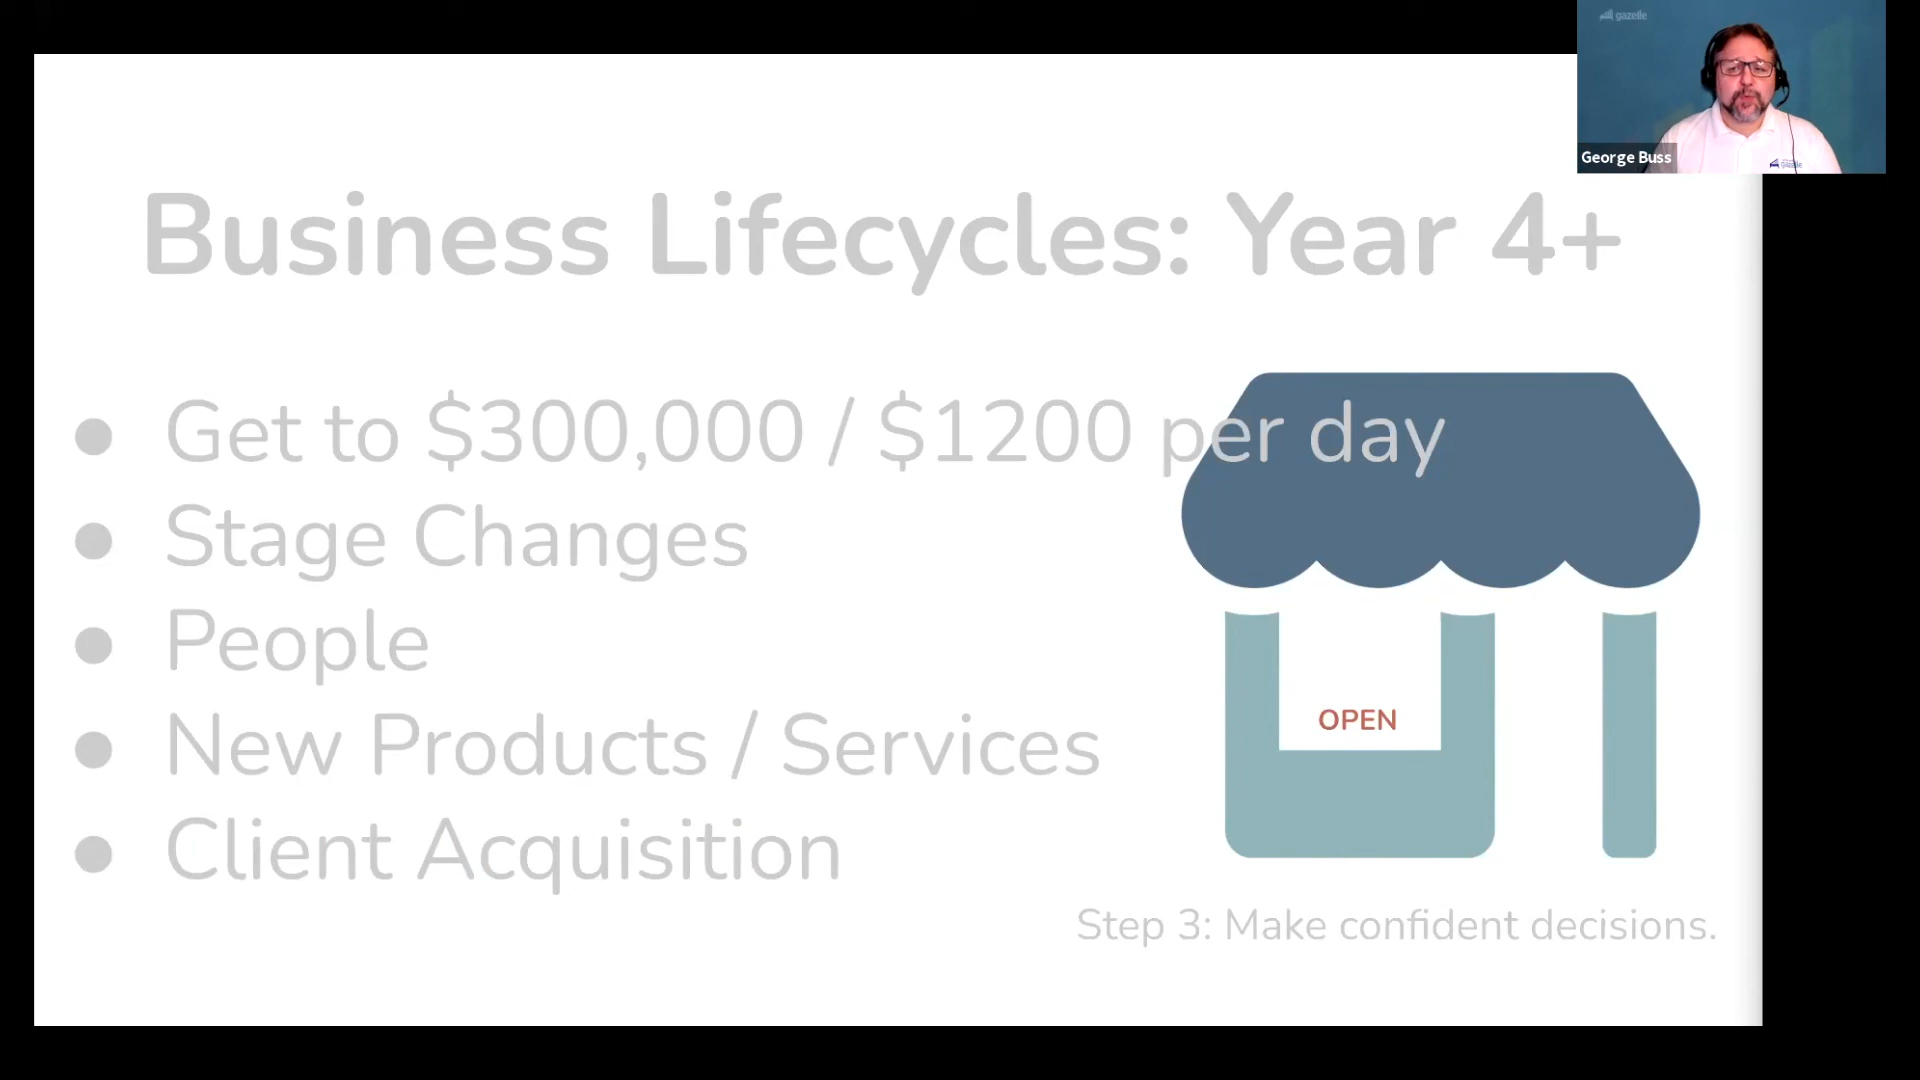 gazelle
George Buss
Business Lifecycles: Year 4+
● Get to $300,000 / $1200 per day
● Stage Changes
● People
● New Products / Services
● Client Acquisition
OPEN
Step 3: Make confident decisions.
gazelle